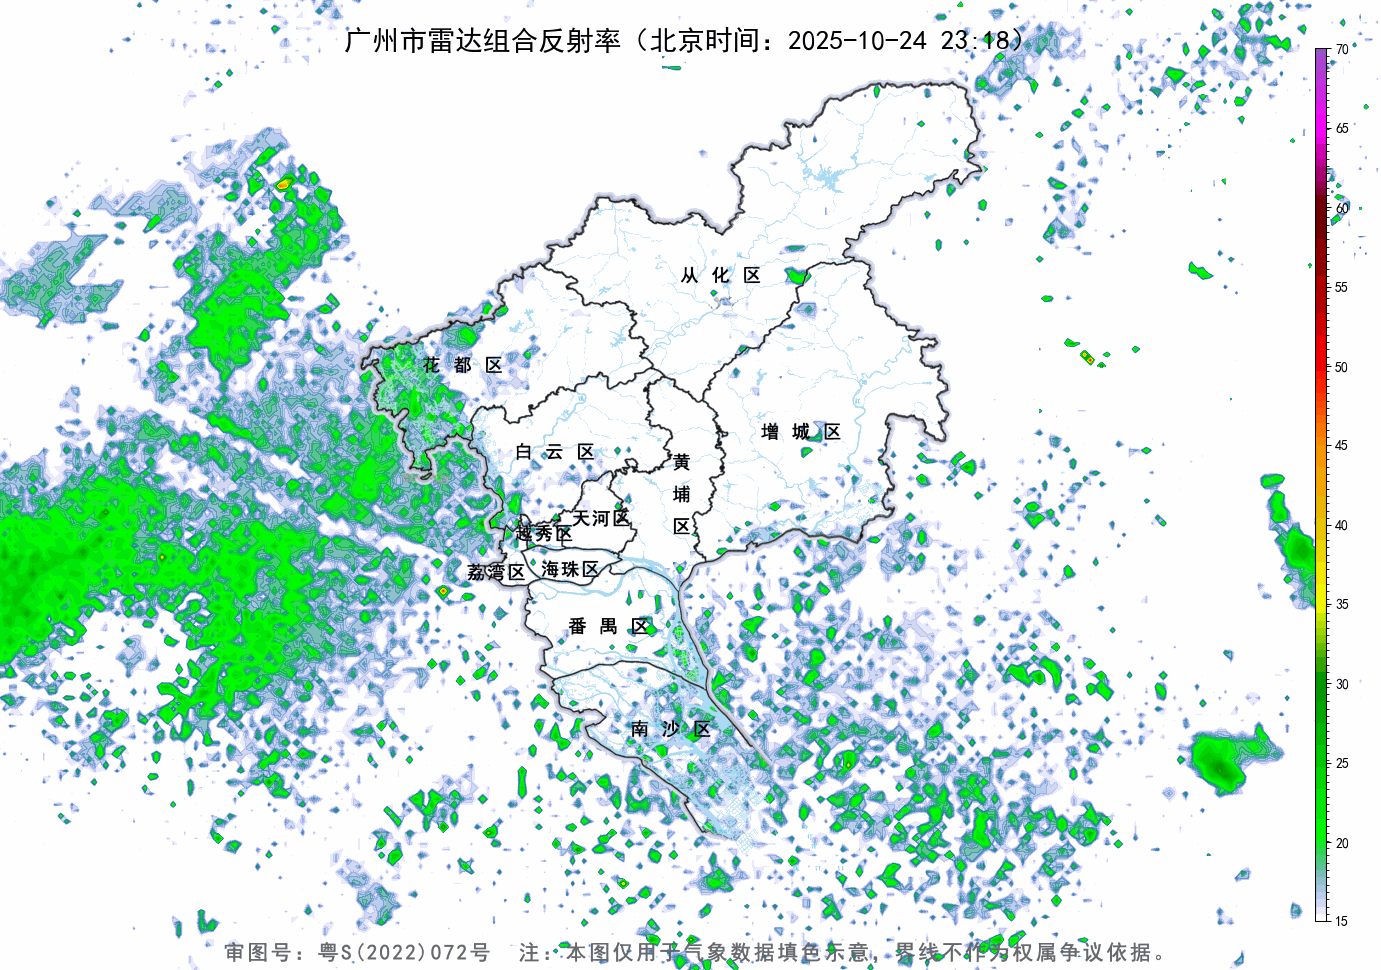 广州市雷达组合反射率（北京时间：2025-10-24 23:18）
70
65
60
55
50
45
40
35
30
25
20
15
从化区
花都区
增城区
白云区
黄埔区
天河区
越秀区
荔湾区
海珠区
番禺区
南沙区
审图号：粤S(2022)072号 注：本图仅用于气象数据填色示意，界线不作为权属争议依据。